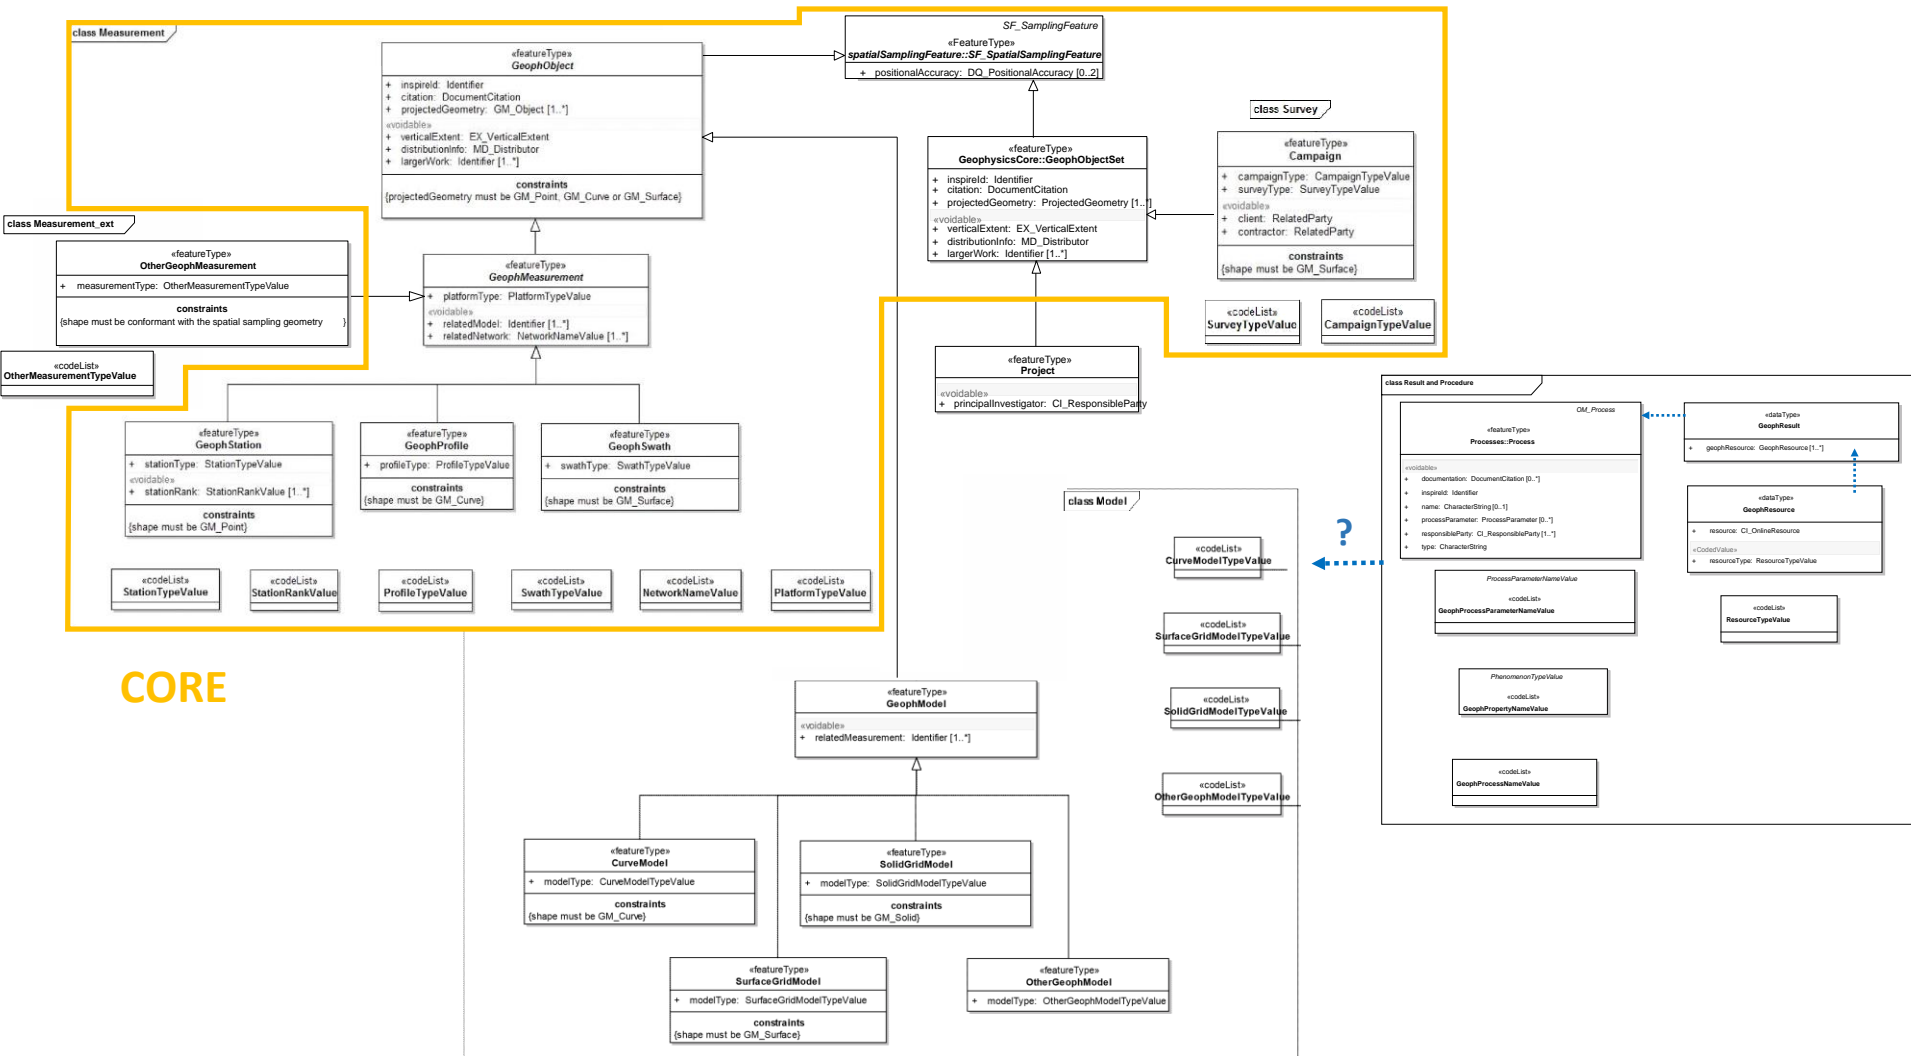 class Measurement
«featureType»
GeophObject
+ inspireId: Identifier
+ citation: DocumentCitation
+ projectedGeometry: GM_Object [1..*]
«voidable»
+ verticalExtent: EX_VerticalExtent
+ distributionInfo: MD_Distributor
+ largerWork: Identifier [1..*]
constraints
{projectedGeometry must be GM_Point, GM_Curve or GM_Surface}
SF_SamplingFeature
«FeatureType»
spatialSamplingFeature::SF_SpatialSamplingFeature
+ positionalAccuracy: DQ_PositionalAccuracy [0..2]
class Survey
«featureType»
GeophysicsCore::GeophObjectSet
+ inspireId: Identifier
+ citation: DocumentCitation
+ projectedGeometry: ProjectedGeometry [1..*]
«voidable»
+ verticalExtent: EX_VerticalExtent
+ distributionInfo: MD_Distributor
+ largerWork: Identifier [1..*]
«featureType»
Campaign
+ campaignType: CampaignTypeValue
+ surveyType: SurveyTypeValue
«voidable»
+ client: RelatedParty
+ contractor: RelatedParty
constraints
{shape must be GM_Surface}
«codeList»
SurveyTypeValue
«codeList»
CampaignTypeValue
class Measurement_ext
«featureType»
OtherGeophMeasurement
+ measurementType: OtherMeasurementTypeValue
constraints
{shape must be conformant with the spatial sampling geometry }
«codeList»
OtherMeasurementTypeValue
«featureType»
GeophMeasurement
+ platformType: PlatformTypeValue
«voidable»
+ relatedModel: Identifier [1..*]
+ relatedNetwork: NetworkNameValue [1..*]
«featureType»
Project
«voidable»
+ principalInvestigator: CI_ResponsibleParty
«featureType»
GeophStation
+ stationType: StationTypeValue
«voidable»
+ stationRank: StationRankValue [1..*]
constraints
{shape must be GM_Point}
«featureType»
GeophProfile
+ profileType: ProfileTypeValue
constraints
{shape must be GM_Curve}
«featureType»
GeophSwath
+ swathType: SwathTypeValue
constraints
{shape must be GM_Surface}
«codeList»
StationTypeValue
«codeList»
StationRankValue
«codeList»
ProfileTypeValue
«codeList»
SwathTypeValue
«codeList»
NetworkNameValue
«codeList»
PlatformTypeValue
CORE
class Model
«codeList»
CurveModelTypeValue
«codeList»
SurfaceGridModelTypeValue
«codeList»
SolidGridModelTypeValue
«codeList»
OtherGeophModelTypeValue
?
«featureType»
GeophModel
«voidable»
+ relatedMeasurement: Identifier [1..*]
«featureType»
CurveModel
+ modelType: CurveModelTypeValue
constraints
{shape must be GM_Curve}
«featureType»
SolidGridModel
+ modelType: SolidGridModelTypeValue
constraints
{shape must be GM_Solid}
«featureType»
SurfaceGridModel
+ modelType: SurfaceGridModelTypeValue
constraints
{shape must be GM_Surface}
«featureType»
OtherGeophModel
+ modelType: OtherGeophModelTypeValue
class Result and Procedure
OM_Process
«featureType»
Processes::Process
«voidable»
+ documentation: DocumentCitation [0..*]
+ inspireId: Identifier
+ name: CharacterString [0..1]
+ processParameter: ProcessParameter [0..*]
+ responsibleParty: CI_ResponsibleParty [1..*]
+ type: CharacterString
«dataType»
GeophResult
+ geophResource: GeophResource [1..*]
«dataType»
GeophResource
+ resource: CI_OnlineResource
«CodedValue»
+ resourceType: ResourceTypeValue
ProcessParameterNameValue
«codeList»
GeophProcessParameterNameValue
«codeList»
ResourceTypeValue
PhenomenonTypeValue
«codeList»
GeophPropertyNameValue
«codeList»
GeophProcessNameValue